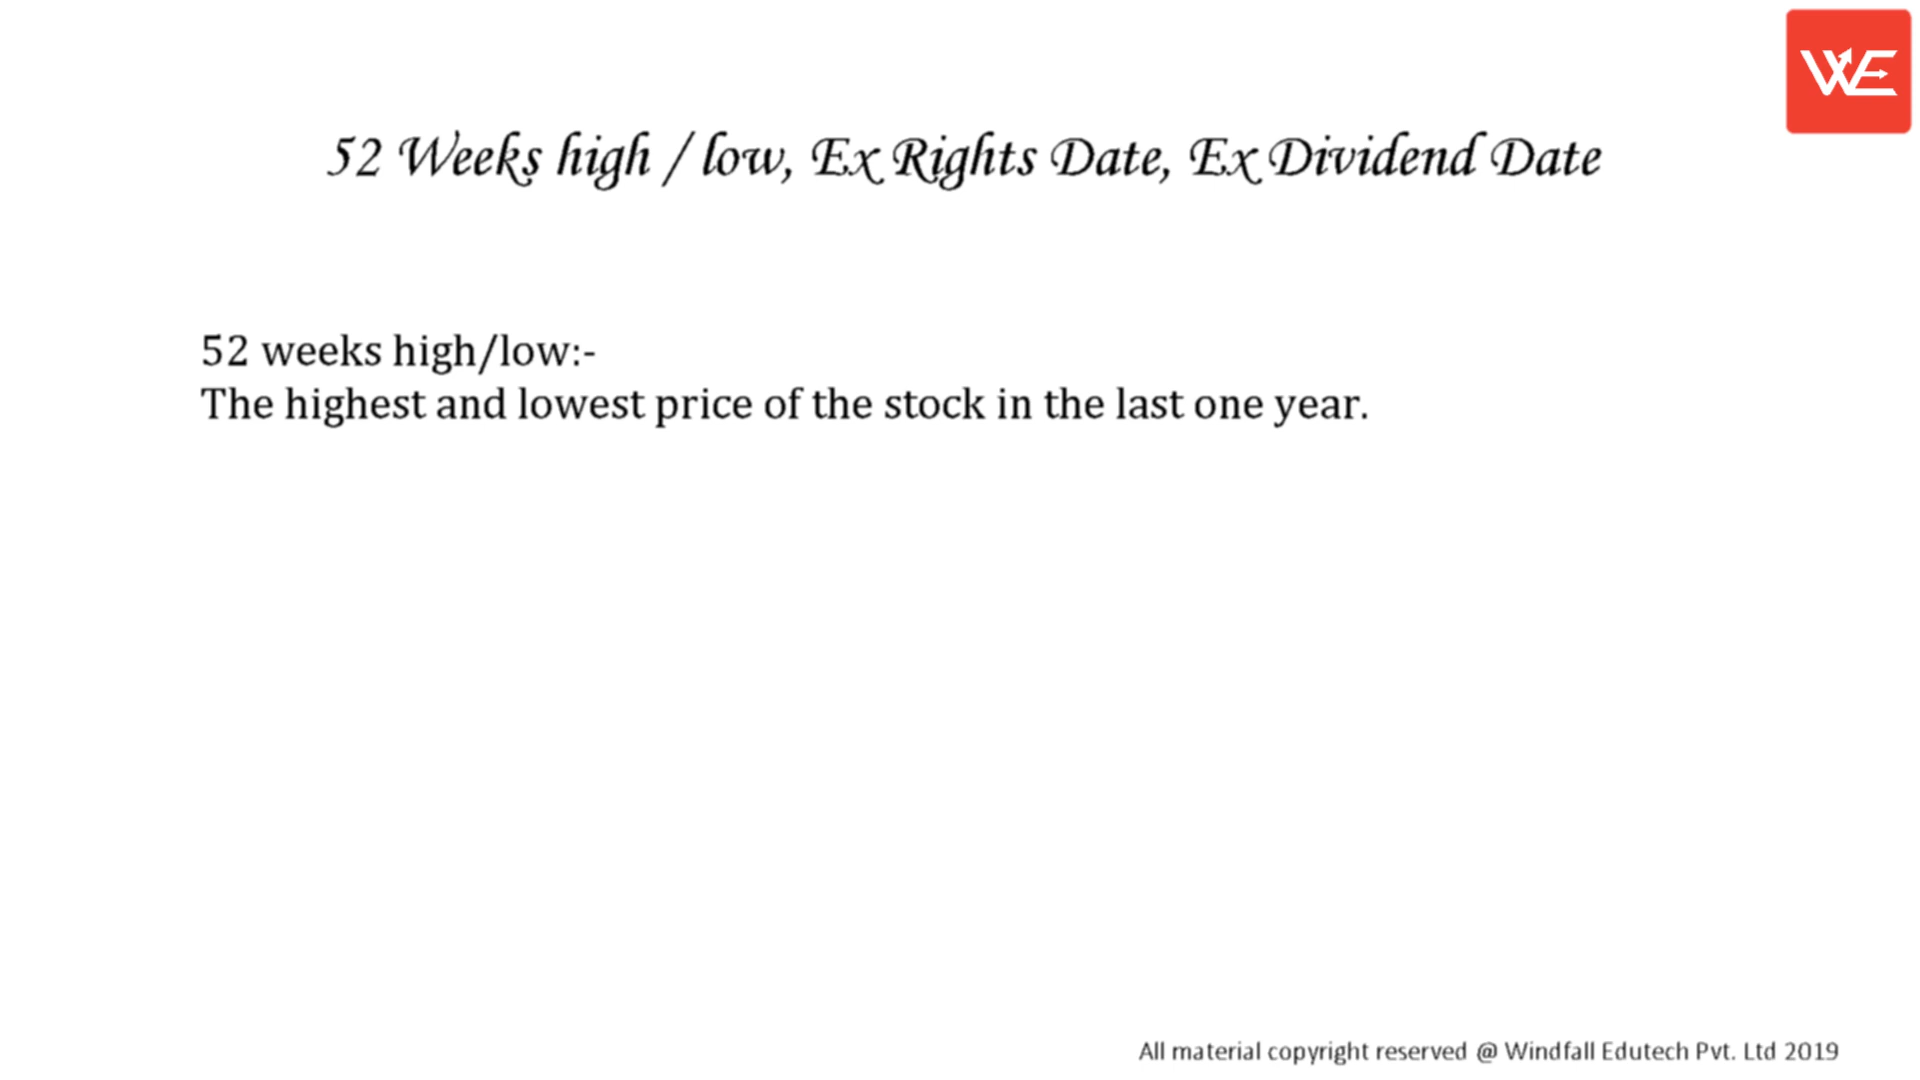 WE
52 Weeks high / low, Ex Rights Date, Ex Dividend Date
52 weeks high/low:-
The highest and lowest price of the stock in the last one year.
All material copyright reserved @ Windfall Edutech Pvt. Ltd 2019